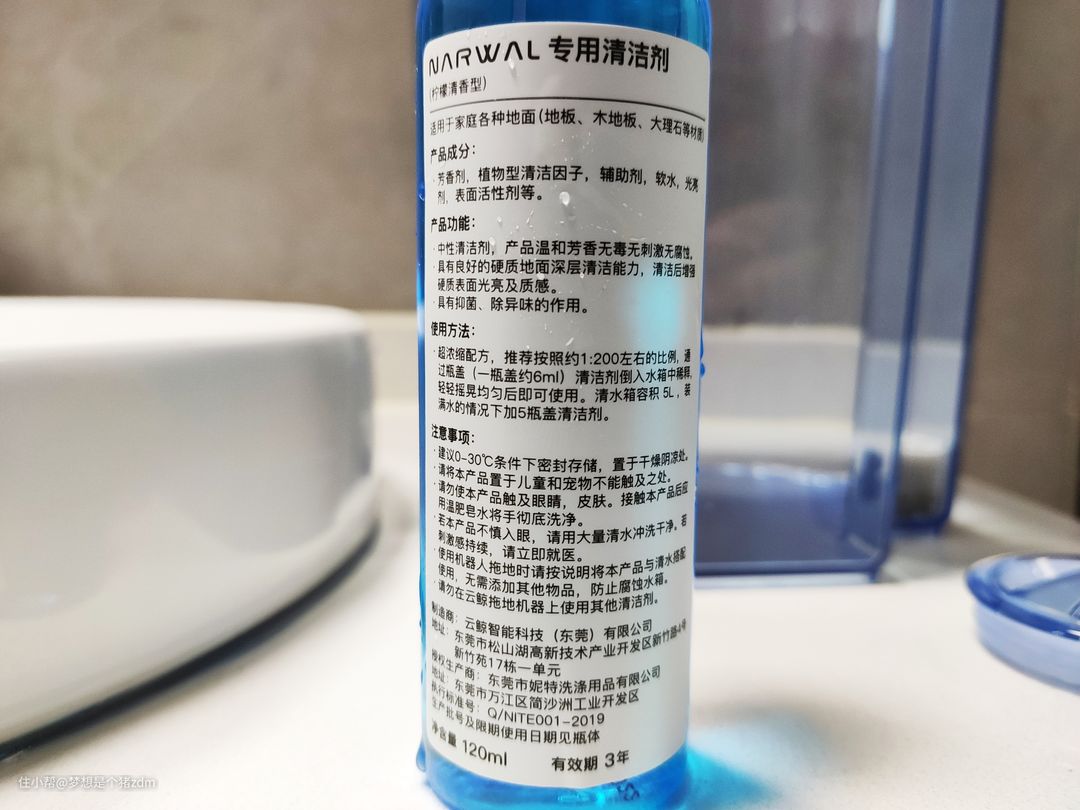 NARWAL 专用清洁剂
(柠檬清香型)
适用于家庭各种地面(地板、木地板、大理石等材质)
产品成分：
·芳香剂，植物型清洁因子，辅助剂，软水，光亮
剂，表面活性剂等。
产品功能：
·中性清洁剂，产品温和芳香无毒无刺激无腐蚀。
·具有良好的硬质地面深层清洁能力，清洁后增强
硬质表面光亮及质感。
·具有抑菌、除异味的作用。
使用方法：
·超浓缩配方，推荐按照约1:200左右的比例，通
过瓶盖（一瓶盖约6ml）清洁剂倒入水箱中稀释，
轻轻摇晃均匀后即可使用。清水箱容积 5L，装
满水的情况下加5瓶盖清洁剂。
注意事项：
·建议0-30℃条件下密封存储，置于干燥阴凉处。
·请将本产品置于儿童和宠物不能触及之处。
·请勿使本产品触及眼睛，皮肤。接触本产品后应
用温肥皂水将手彻底洗净。
·若本产品不慎入眼，请用大量清水冲洗干净。若
刺激感持续，请立即就医。
·使用机器人拖地时请按说明将本产品与清水搭配
使用，无需添加其他物品，防止腐蚀水箱。
·请勿在云鲸拖地机器上使用其他清洁剂。
制造商：云鲸智能科技（东莞）有限公司
地址：东莞市松山湖高新技术产业开发区新竹路4号
新竹苑17栋一单元
授权生产商：东莞市妮特洗涤用品有限公司
地址：东莞市万江区简沙洲工业开发区
执行标准号：Q/NITE001-2019
生产批号及限期使用日期见瓶体
净含量 120ml 有效期 3年
住小帮@梦想是个猪zdm